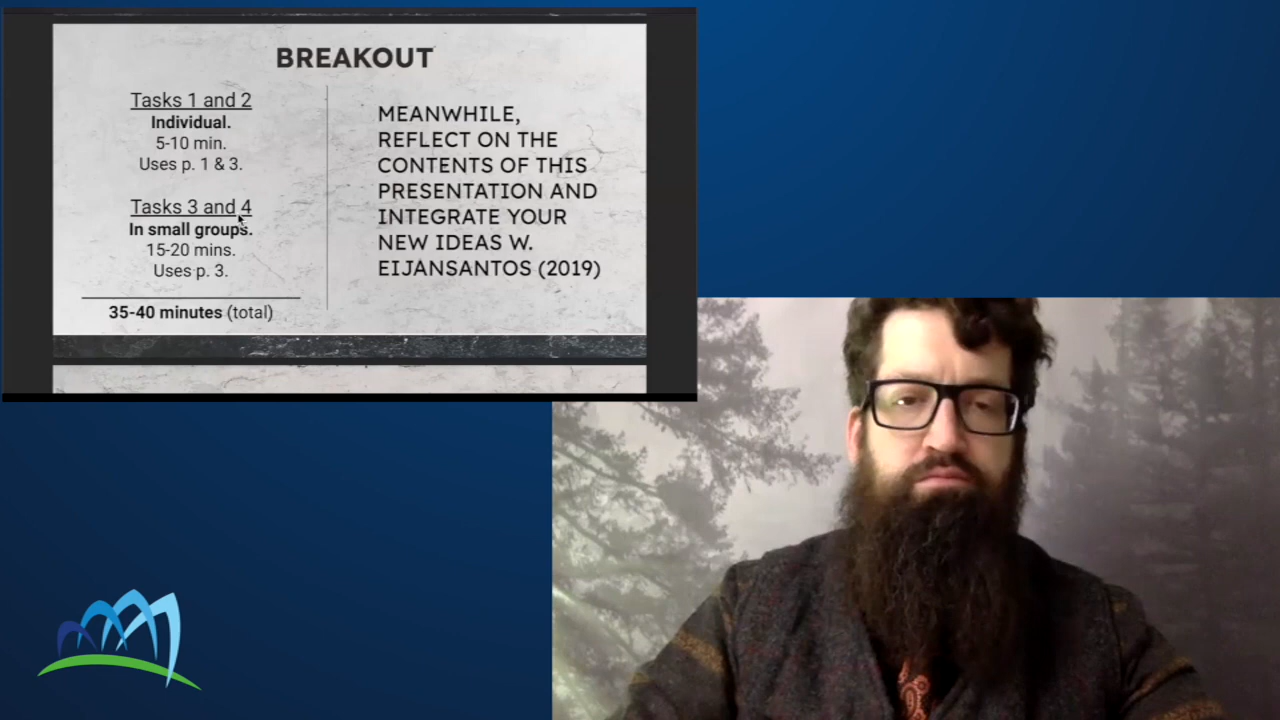 BREAKOUT
Tasks 1 and 2
Individual.
5-10 min.
Uses p. 1 & 3.
Tasks 3 and 4
In small groups.
15-20 mins.
Uses p. 3.
35-40 minutes (total)
MEANWHILE,
REFLECT ON THE
CONTENTS OF THIS
PRESENTATION AND
INTEGRATE YOUR
NEW IDEAS W.
EIJANSANTOS (2019)